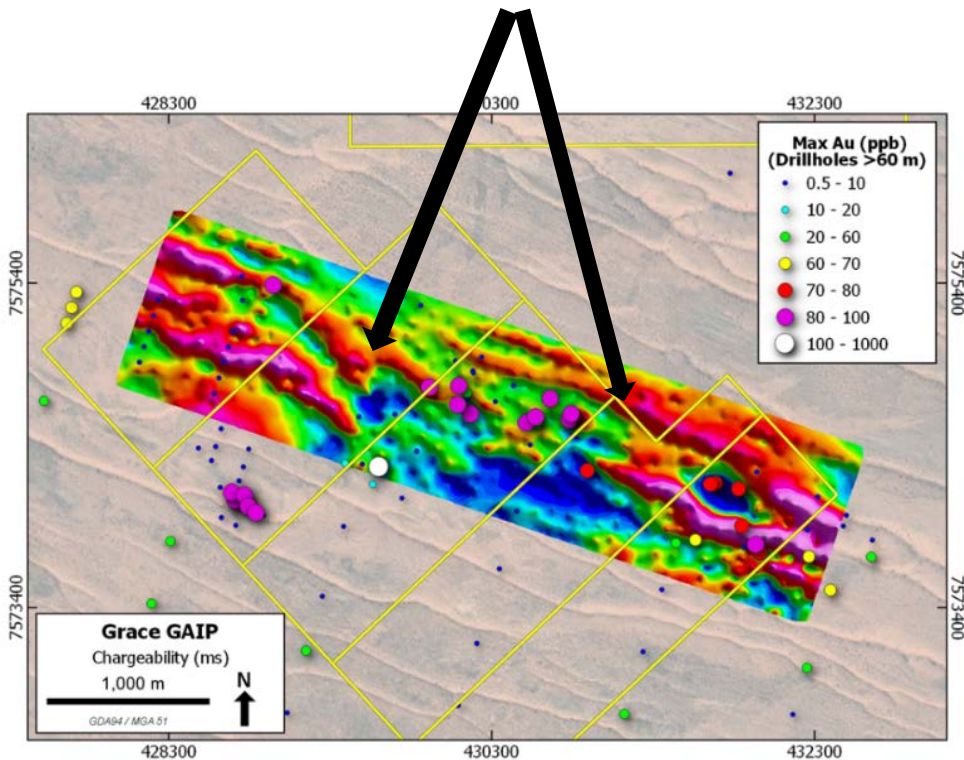 428300
430300
432300
Max Au (ppb)
(Drillholes >60 m)
0.5 - 10
10 - 20
20 - 60
60 - 70
70 - 80
80 - 100
100 - 1000
7575400
7575400
7573400
7573400
Grace GAIP
Chargeability (ms)
1,000 m
N
GDA94 / MGA 51
428300
430300
432300